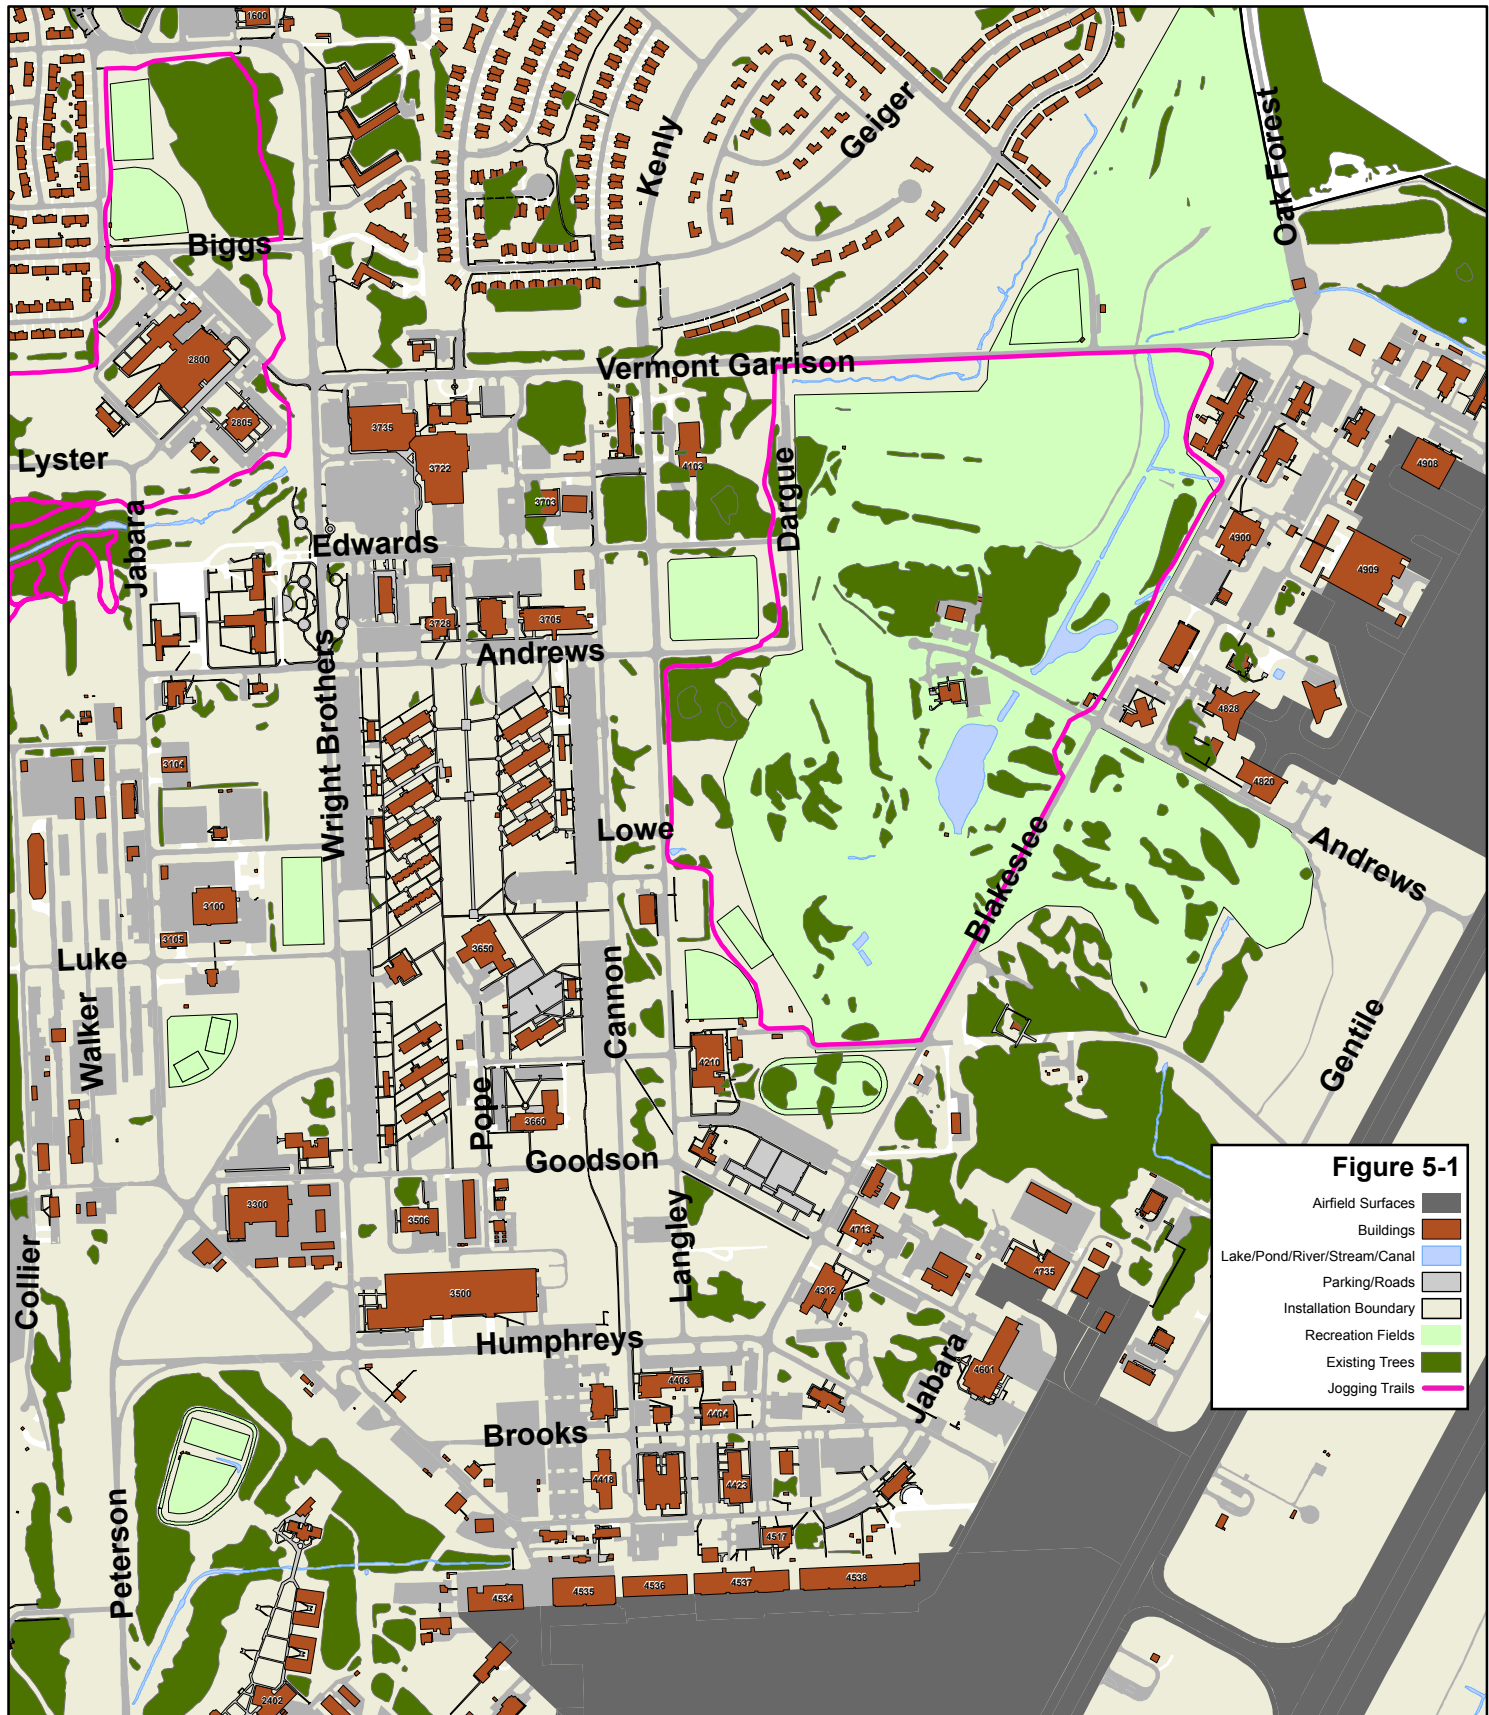 1600
Geiger
Kenly
Oak Forest
Biggs
2800
Vermont Garrison
2805
3735
Lyster
3722
4103
4908
Dargue
3703
Jabara
Edwards
4900
4909
3728
3705
Andrews
Wright Brothers
4828
3104
4820
Lowe
Blakeslee
Andrews
3100
3105
3650
Luke
Cannon
Walker
Gentile
4210
Pope
3660
Goodson
Figure 5-1
Airfield Surfaces
Buildings
Lake/Pond/River/Stream/Canal
Parking/Roads
Installation Boundary
Recreation Fields
Existing Trees
Jogging Trails
3300
3506
Langley
4713
Collier
4735
3500
4312
Humphreys
Jabara
4601
4403
4404
Brooks
4418
4423
Peterson
4517
4534
4535
4536
4537
4538
2402